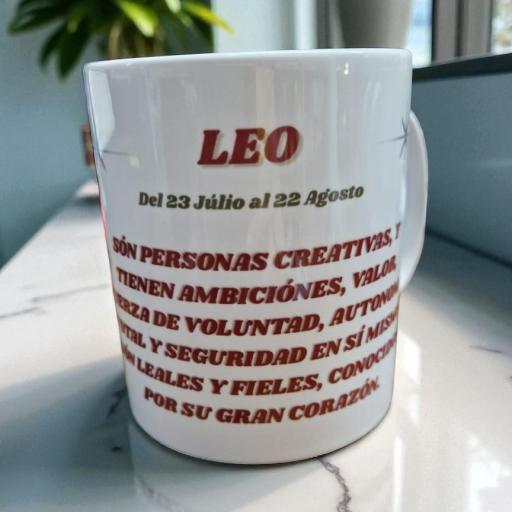 LEO
Del 23 Júlio al 22 Agosto
SÓN PERSONAS CREATIVAS, Y
TIENEN AMBICIÓNES, VALOR,
DE VOLUNTAD,
Y SEGURIDAD EN SÍ
LEALES Y FIELES,
POR SU GRAN CORAZÓN.